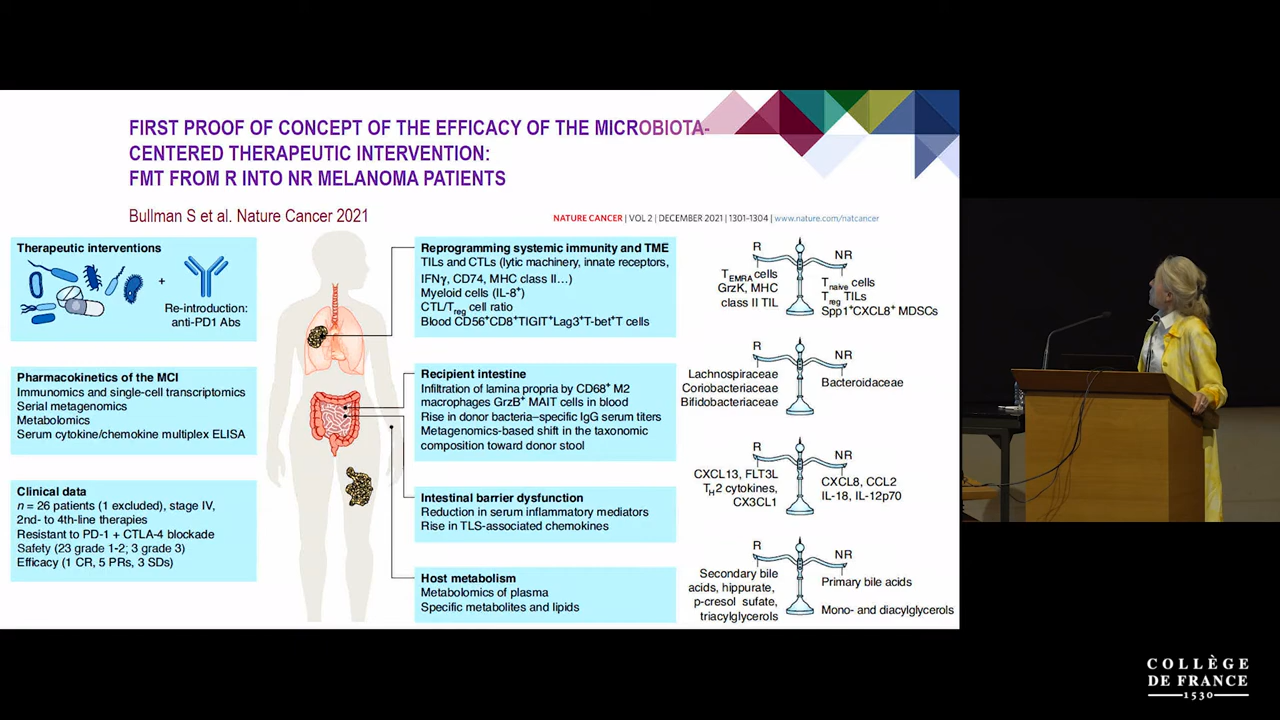 FIRST PROOF OF CONCEPT OF THE EFFICACY OF THE MICROBIOTA-
CENTERED THERAPEUTIC INTERVENTION:
FMT FROM R INTO NR MELANOMA PATIENTS
Bullman S et al. Nature Cancer 2021
NATURE CANCER | VOL 2 | DECEMBER 2021 | 1301-1304 | www.nature.com/natcancer
Therapeutic interventions
+
Re-introduction:
anti-PD1 Abs
Pharmacokinetics of the MCI
Immunomics and single-cell transcriptomics
Serial metagenomics
Metabolomics
Serum cytokine/chemokine multiplex ELISA
Clinical data
n = 26 patients (1 excluded), stage IV,
2nd- to 4th-line therapies
Resistant to PD-1 + CTLA-4 blockade
Safety (23 grade 1-2; 3 grade 3)
Efficacy (1 CR, 5 PRs, 3 SDs)
Reprogramming systemic immunity and TME
TILs and CTLs (lytic machinery, innate receptors,
IFNγ, CD74, MHC class II...)
Myeloid cells (IL-8⁺)
CTL/Treg cell ratio
Blood CD56⁺CD8⁺TIGIT⁺Lag3⁺T-bet⁺T cells
Recipient intestine
Infiltration of lamina propria by CD68⁺ M2
macrophages GrzB⁺ MAIT cells in blood
Rise in donor bacteria–specific IgG serum titers
Metagenomics-based shift in the taxonomic
composition toward donor stool
Intestinal barrier dysfunction
Reduction in serum inflammatory mediators
Rise in TLS-associated chemokines
Host metabolism
Metabolomics of plasma
Specific metabolites and lipids
R
NR
TEMRA cells
GrzK, MHC
class II TIL
Tnaive cells
Treg TILs
Spp1⁺CXCL8⁺ MDSCs
R
NR
Lachnospiraceae
Coriobacteriaceae
Bifidobacteriaceae
Bacteroidaceae
R
NR
CXCL13, FLT3L
TH2 cytokines,
CX3CL1
CXCL8, CCL2
IL-18, IL-12p70
R
NR
Secondary bile
acids, hippurate,
p-cresol sufate,
triacylglycerols
Primary bile acids
Mono- and diacylglycerols
COLLÈGE
DE FRANCE
1530